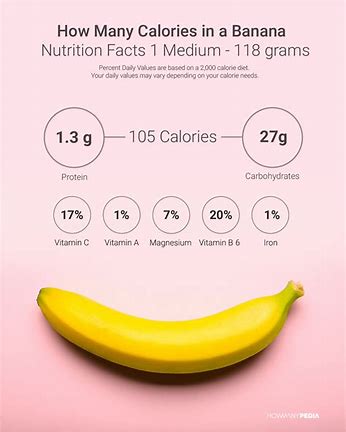 How Many Calories in a Banana
Nutrition Facts 1 Medium - 118 grams
Percent Daily Values are based on a 2,000 calorie diet.
Your daily values may vary depending on your calorie needs.
1.3 g
105 Calories
27g
Protein
Carbohydrates
17%
1%
7%
20%
1%
Vitamin C
Vitamin A
Magnesium
Vitamin B 6
Iron
HOWMANYPEDIA